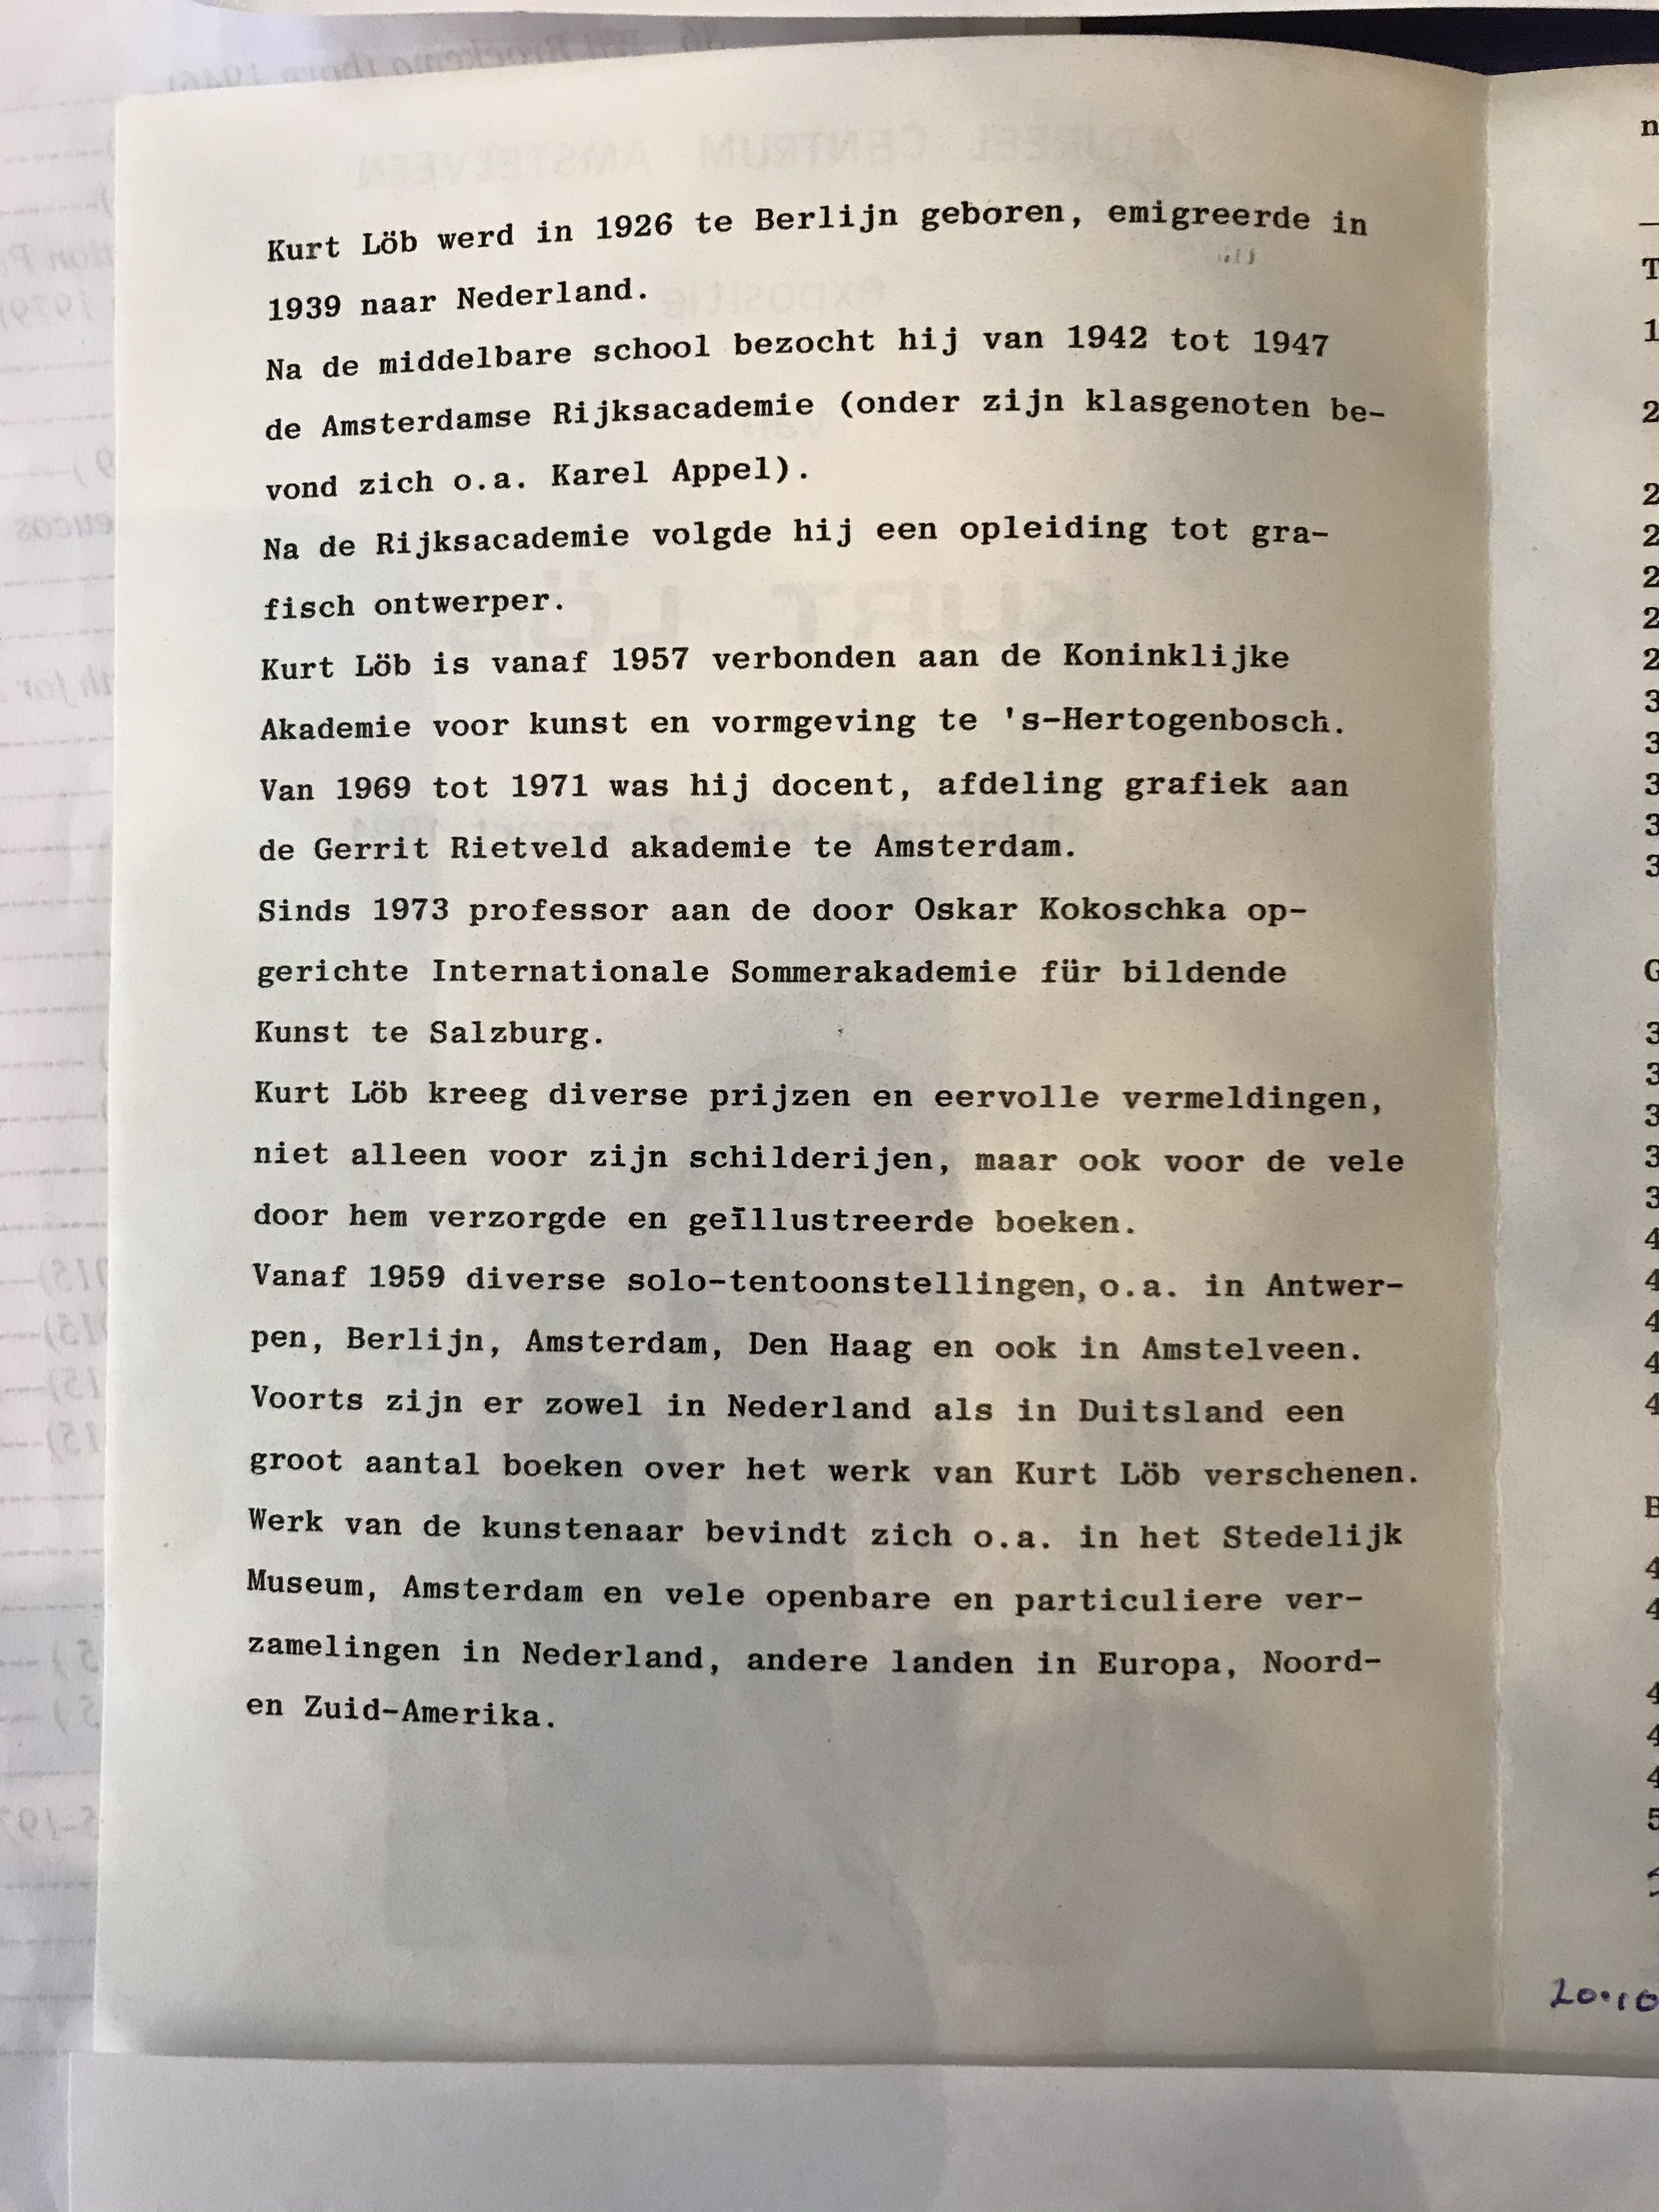 Kurt Löb werd in 1926 te Berlijn geboren, emigreerde in
1939 naar Nederland.
Na de middelbare school bezocht hij van 1942 tot 1947
de Amsterdamse Rijksacademie (onder zijn klasgenoten be-
vond zich o.a. Karel Appel).
Na de Rijksacademie volgde hij een opleiding tot gra-
fisch ontwerper.
Kurt Löb is vanaf 1957 verbonden aan de Koninklijke
Akademie voor kunst en vormgeving te 's-Hertogenbosch.
Van 1969 tot 1971 was hij docent, afdeling grafiek aan
de Gerrit Rietveld akademie te Amsterdam.
Sinds 1973 professor aan de door Oskar Kokoschka op-
gerichte Internationale Sommerakademie für bildende
Kunst te Salzburg.
Kurt Löb kreeg diverse prijzen en eervolle vermeldingen,
niet alleen voor zijn schilderijen, maar ook voor de vele
door hem verzorgde en geïllustreerde boeken.
Vanaf 1959 diverse solo-tentoonstellingen, o.a. in Antwer-
pen, Berlijn, Amsterdam, Den Haag en ook in Amstelveen.
Voorts zijn er zowel in Nederland als in Duitsland een
groot aantal boeken over het werk van Kurt Löb verschenen.
Werk van de kunstenaar bevindt zich o.a. in het Stedelijk
Museum, Amsterdam en vele openbare en particuliere ver-
zamelingen in Nederland, andere landen in Europa, Noord-
en Zuid-Amerika.
20.10